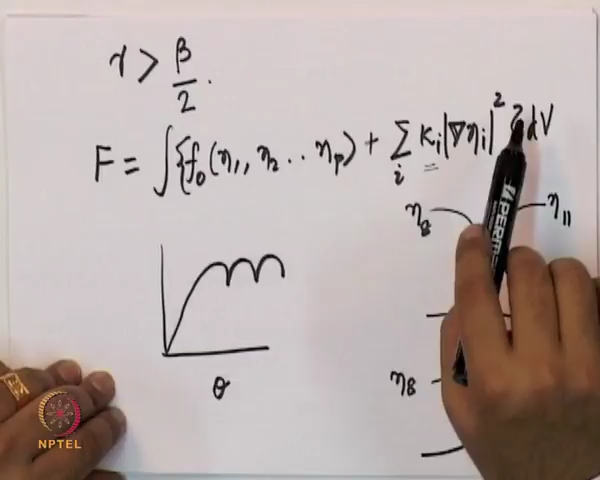 γ > β/2 .
F = ∫{f₀(η₁, η₂ .. ηₚ) + Σᵢ κᵢ|∇ηᵢ|² } dV
η₈ η₁₁
η₈
θ
NPTEL